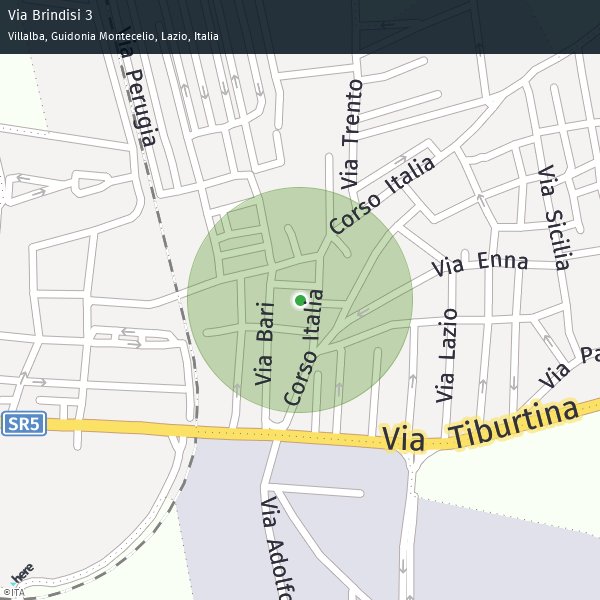 Via Brindisi 3
Villalba, Guidonia Montecelio, Lazio, Italia
Via Perugia
Via Trento
Corso Italia
Via Sicilia
Via Enna
Via Bari
Corso Italia
Via Lazio
Via Pa
SR5
Via Tiburtina
Via Adolfo
here
©ITA